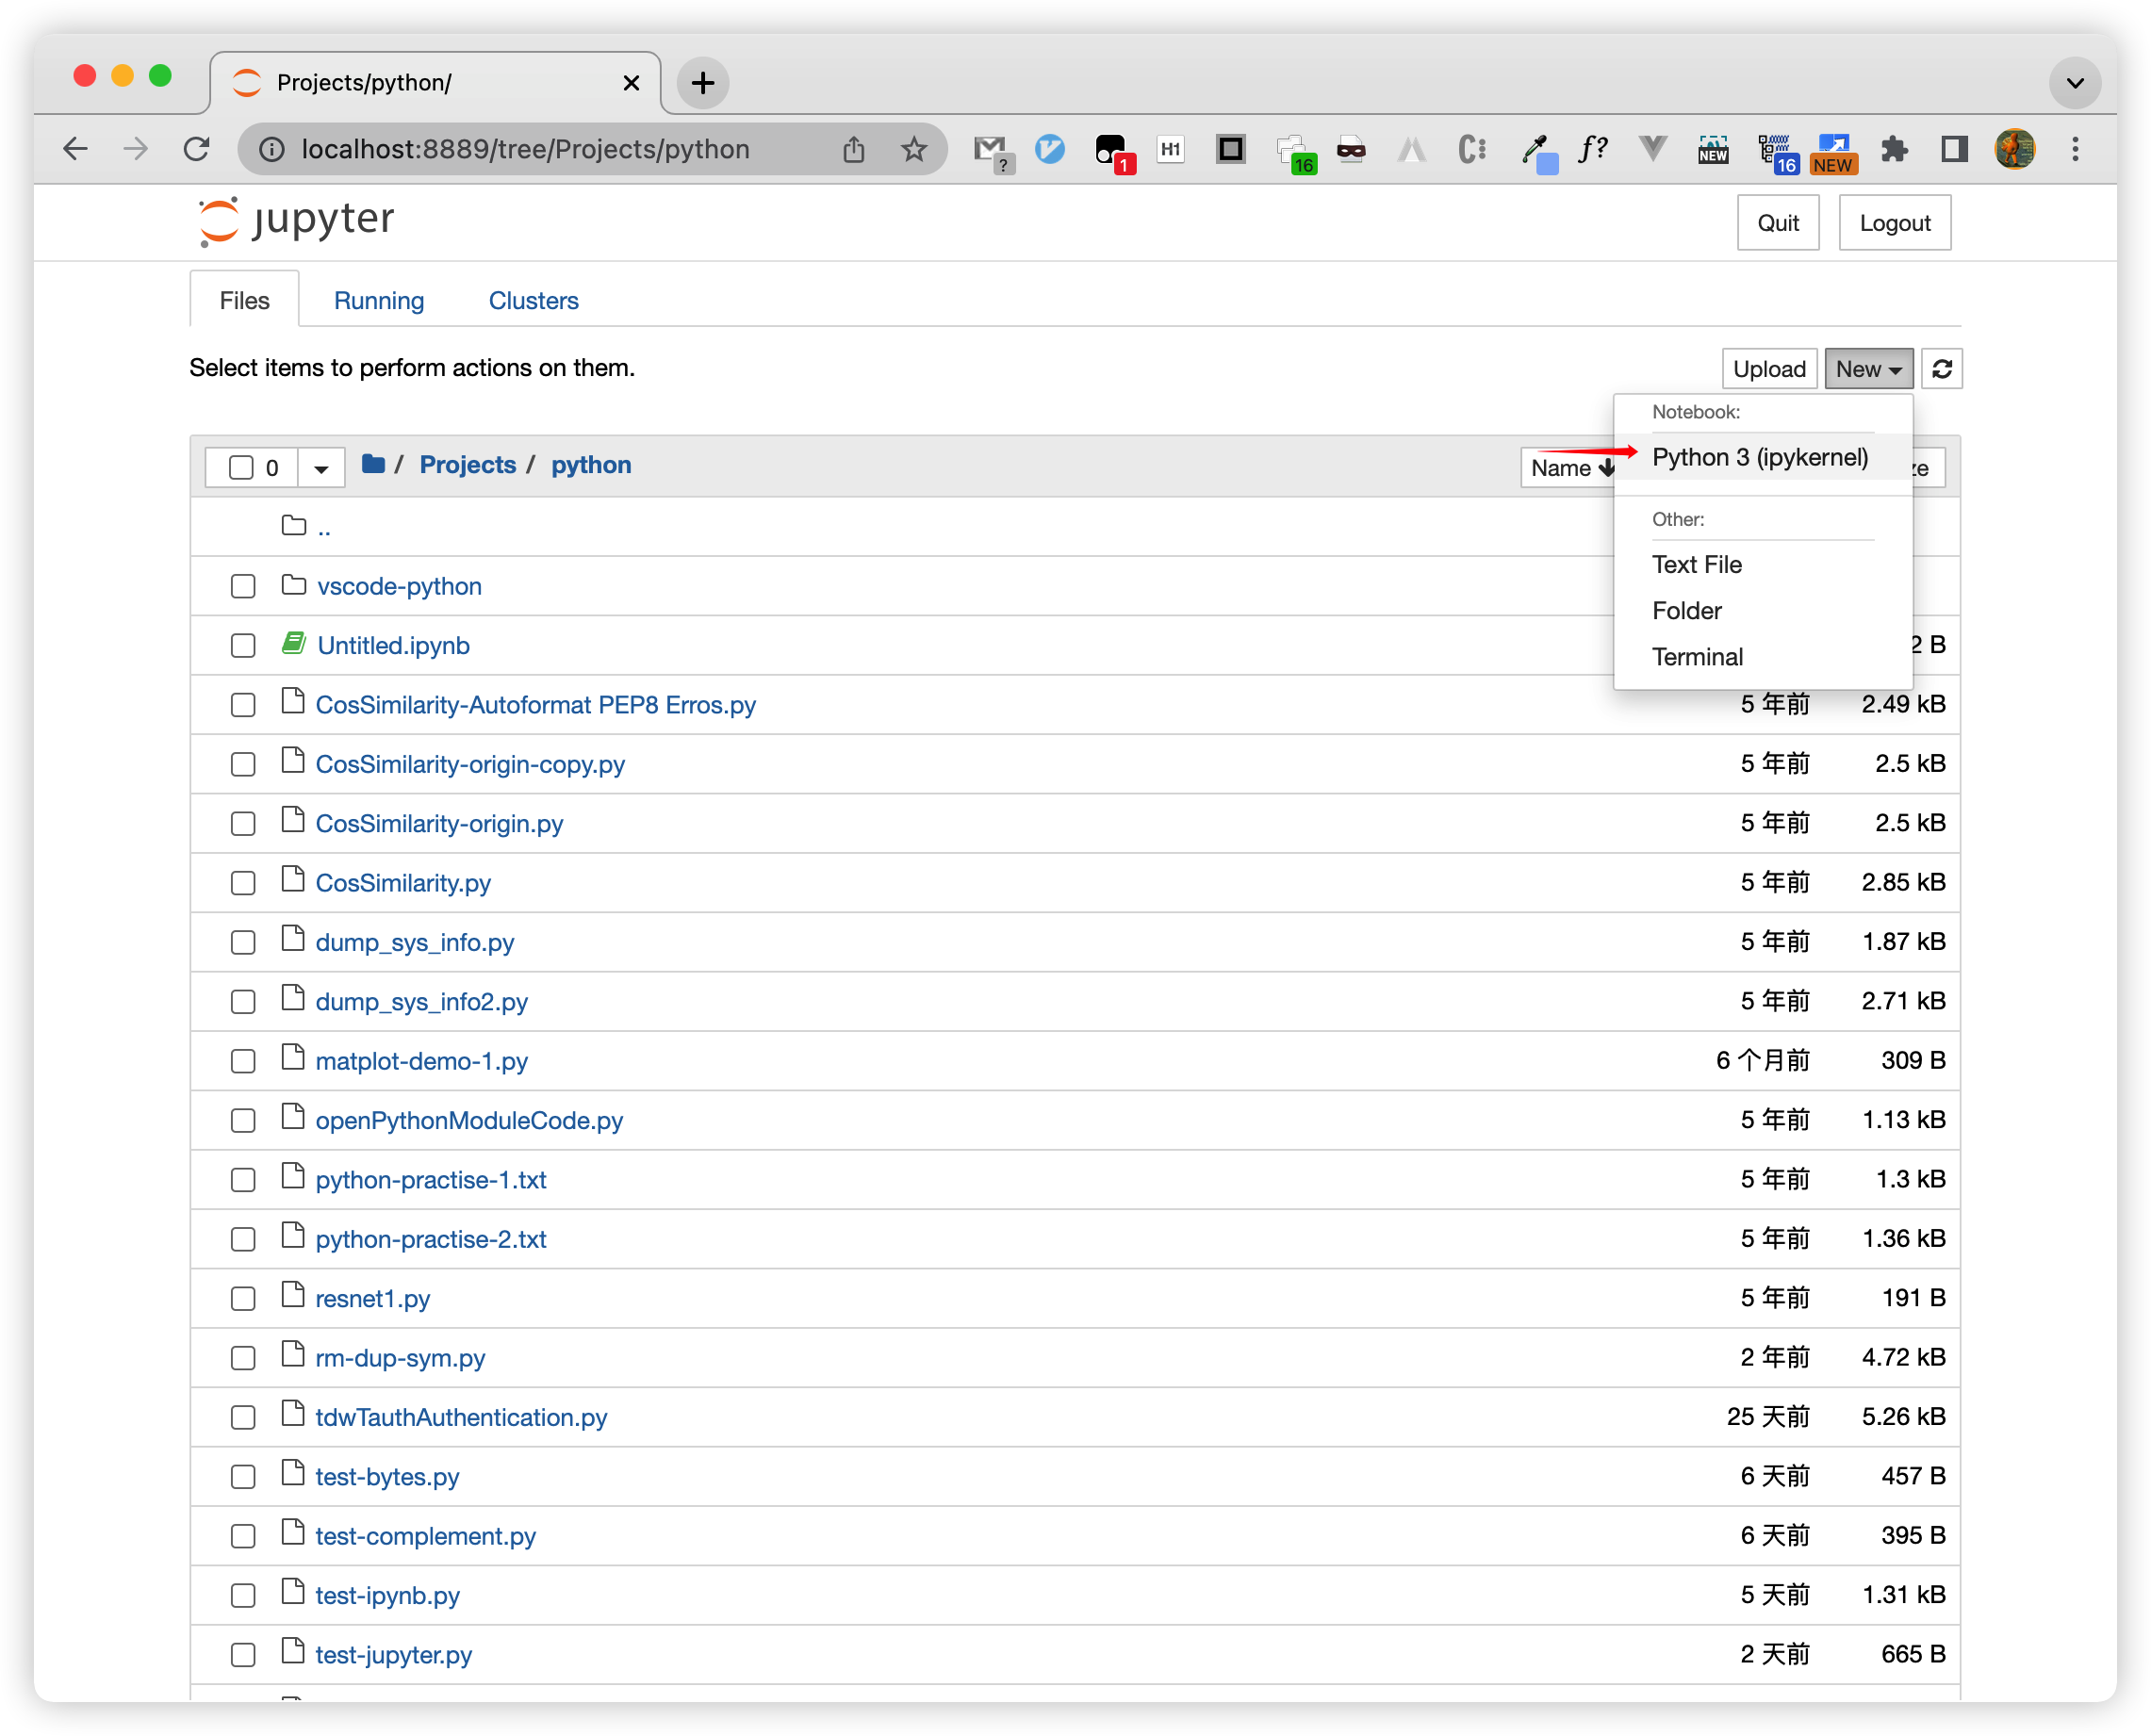 Projects/python/
localhost:8889/tree/Projects/python
? 1 H1 16 C f? NEW 16 NEW
jupyter
Quit Logout
Files Running Clusters
Select items to perform actions on them.
Upload New
Notebook:
Python 3 (ipykernel)
Other:
Text File
Folder
Terminal
0 / Projects / python Name ze
..
vscode-python
Untitled.ipynb 2 B
CosSimilarity-Autoformat PEP8 Erros.py 5 年前 2.49 kB
CosSimilarity-origin-copy.py 5 年前 2.5 kB
CosSimilarity-origin.py 5 年前 2.5 kB
CosSimilarity.py 5 年前 2.85 kB
dump_sys_info.py 5 年前 1.87 kB
dump_sys_info2.py 5 年前 2.71 kB
matplot-demo-1.py 6 个月前 309 B
openPythonModuleCode.py 5 年前 1.13 kB
python-practise-1.txt 5 年前 1.3 kB
python-practise-2.txt 5 年前 1.36 kB
resnet1.py 5 年前 191 B
rm-dup-sym.py 2 年前 4.72 kB
tdwTauthAuthentication.py 25 天前 5.26 kB
test-bytes.py 6 天前 457 B
test-complement.py 6 天前 395 B
test-ipynb.py 5 天前 1.31 kB
test-jupyter.py 2 天前 665 B